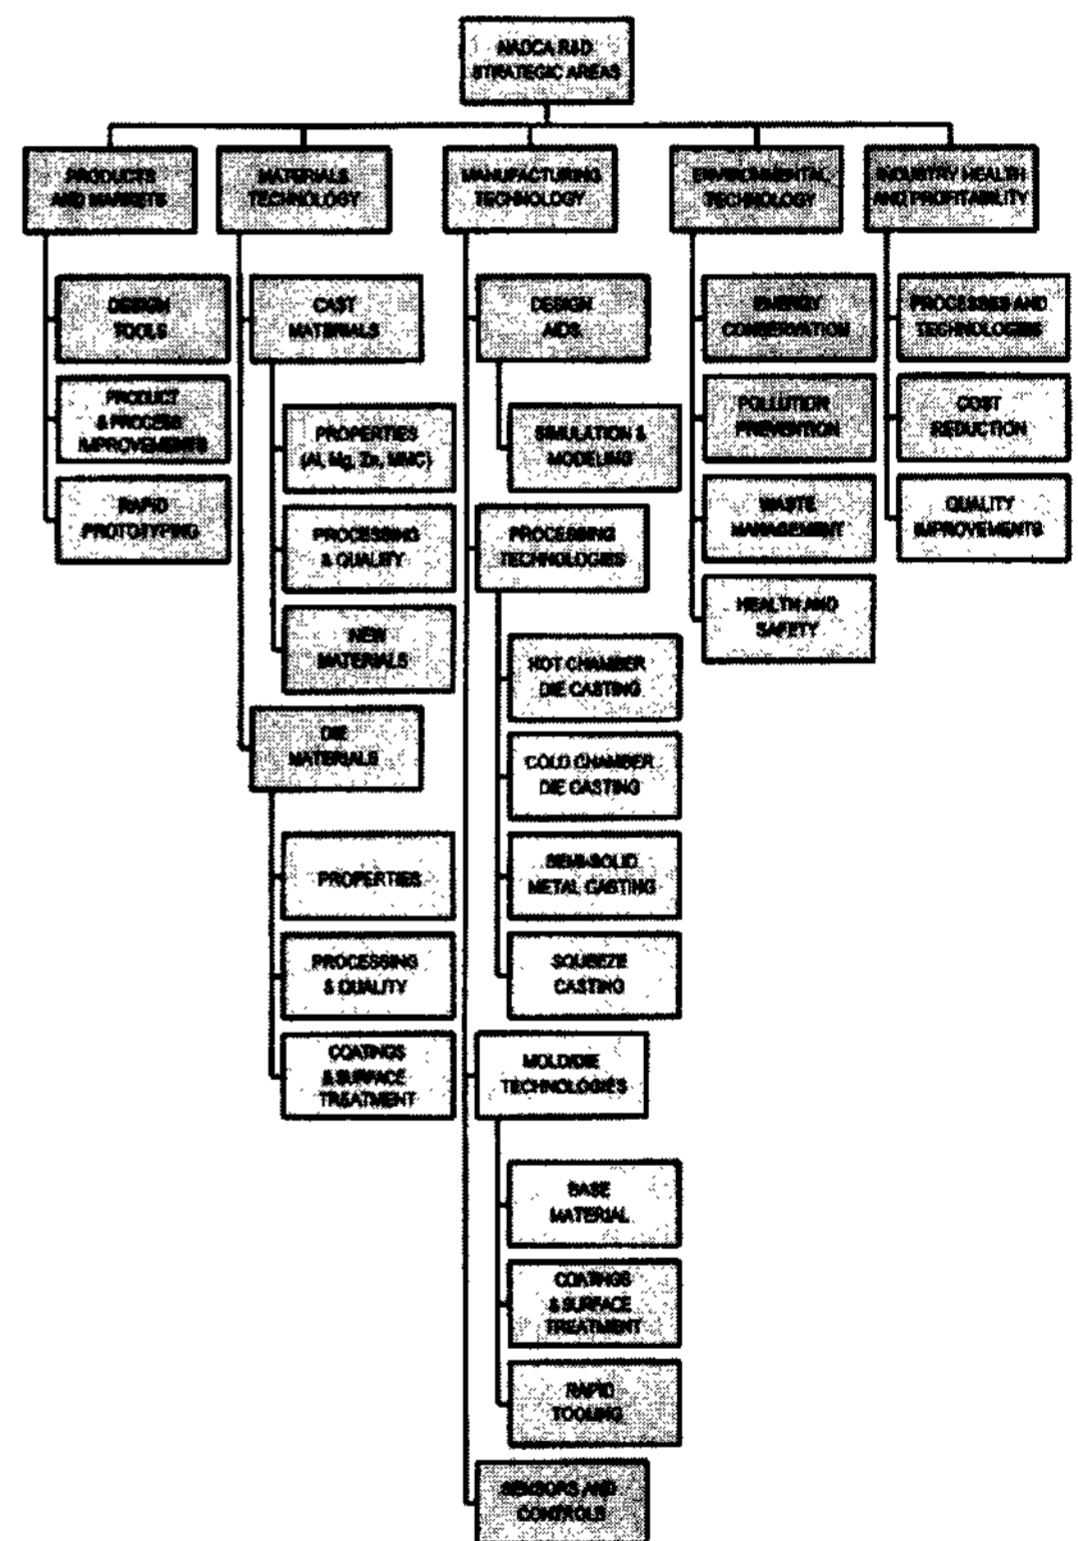 NADCA R&D
STRATEGIC AREAS
PRODUCTS
AND MARKETS
MATERIALS
TECHNOLOGY
MANUFACTURING
TECHNOLOGY
ENVIRONMENTAL
TECHNOLOGY
INDUSTRY HEALTH
AND PROFITABILITY
DESIGN
TOOLS
PRODUCT
& PROCESS
IMPROVEMENTS
RAPID
PROTOTYPING
CAST
MATERIALS
PROPERTIES
(Al, Mg, Zn, MMC)
PROCESSING
& QUALITY
NEW
MATERIALS
DIE
MATERIALS
PROPERTIES
PROCESSING
& QUALITY
COATINGS
& SURFACE
TREATMENT
DESIGN
AIDS
SIMULATION &
MODELING
PROCESSING
TECHNOLOGIES
HOT CHAMBER
DIE CASTING
COLD CHAMBER
DIE CASTING
SEMI-SOLID
METAL CASTING
SQUEEZE
CASTING
MOLD/DIE
TECHNOLOGIES
BASE
MATERIAL
COATINGS
& SURFACE
TREATMENT
RAPID
TOOLING
SENSORS AND
CONTROLS
ENERGY
CONSERVATION
POLLUTION
PREVENTION
WASTE
MANAGEMENT
HEALTH AND
SAFETY
PROCESSES AND
TECHNOLOGIES
COST
REDUCTION
QUALITY
IMPROVEMENTS